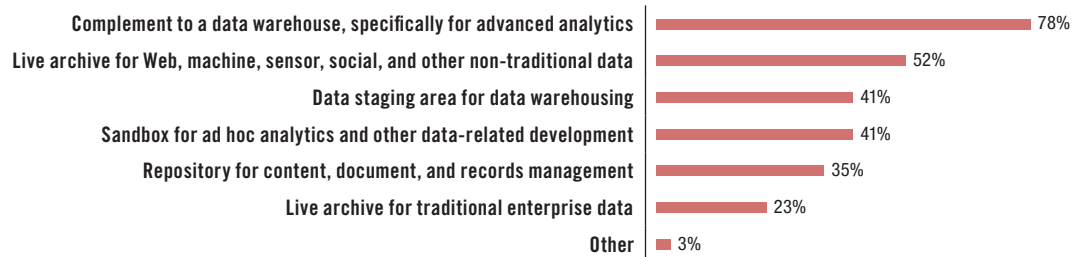 Complement to a data warehouse, specifically for advanced analytics 78%
Live archive for Web, machine, sensor, social, and other non-traditional data 52%
Data staging area for data warehousing 41%
Sandbox for ad hoc analytics and other data-related development 41%
Repository for content, document, and records management 35%
Live archive for traditional enterprise data 23%
Other 3%